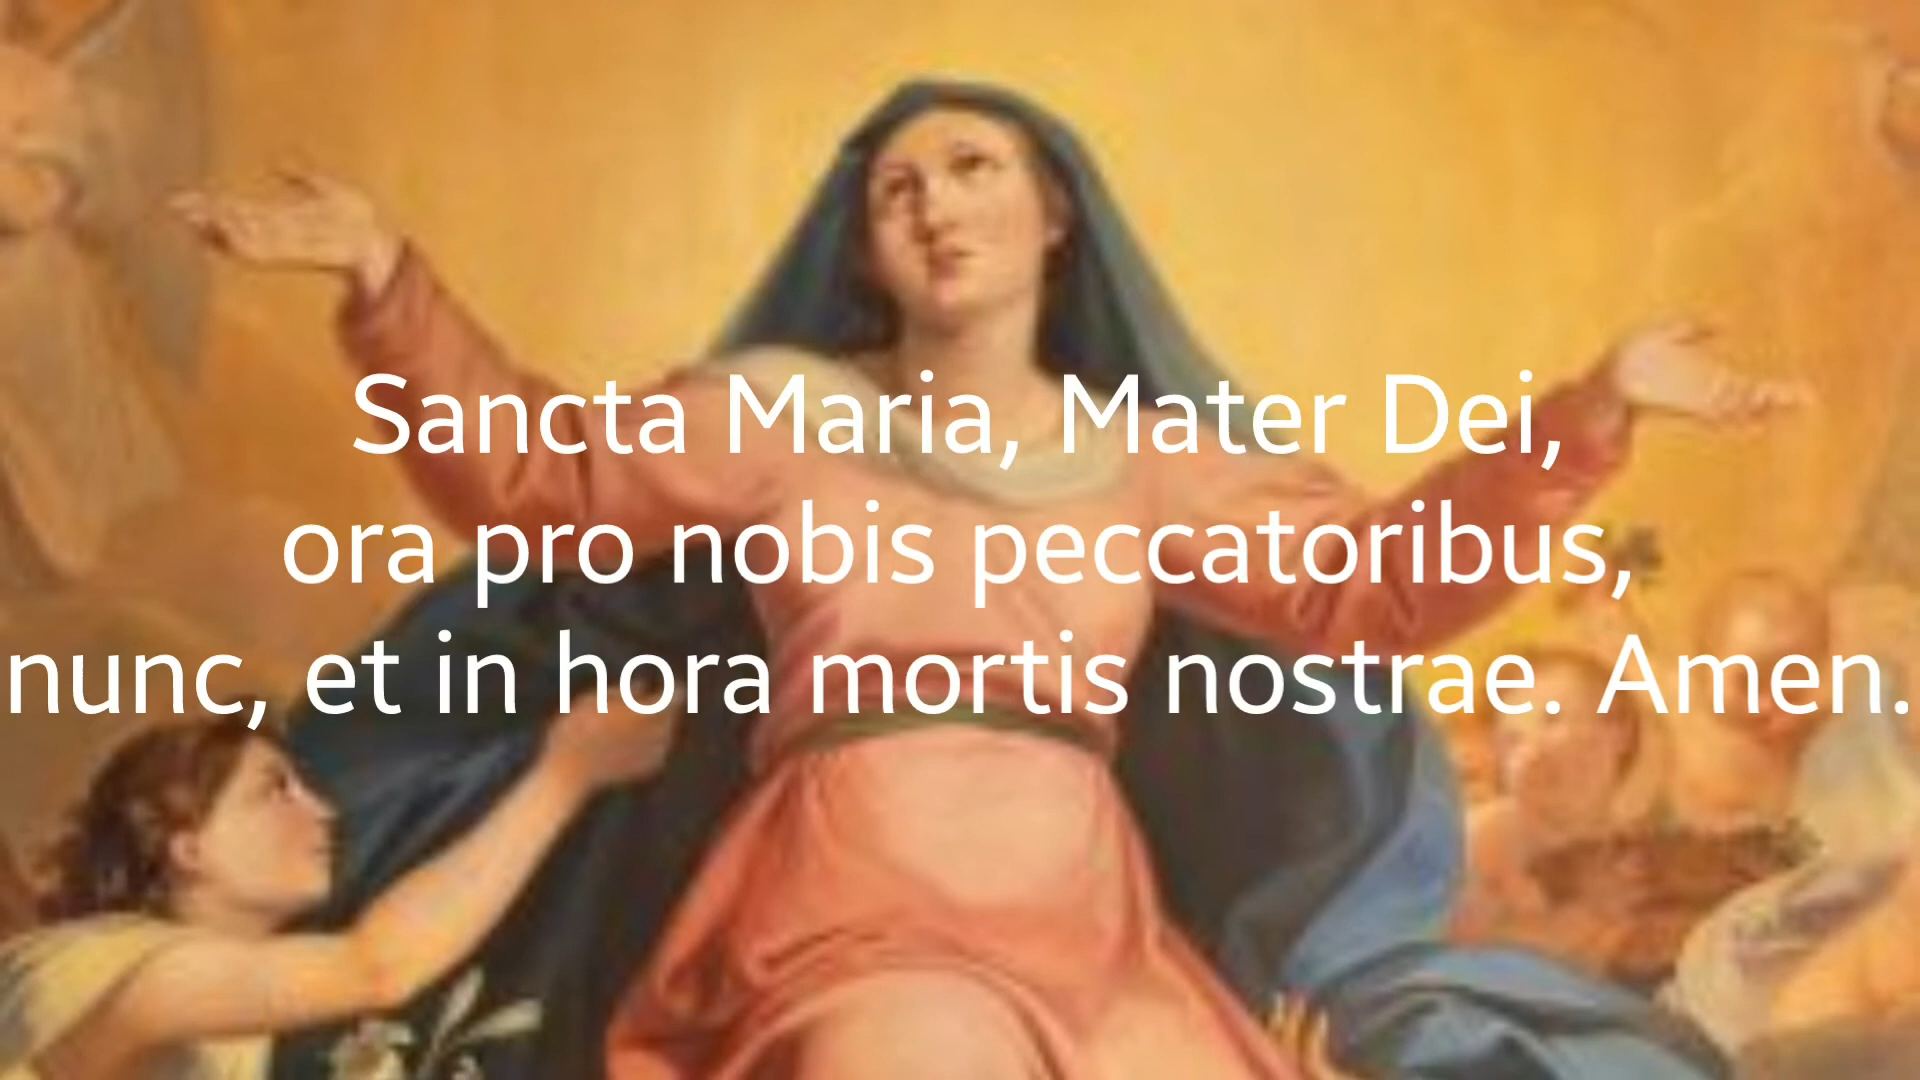 Sancta Maria, Mater Dei,
ora pro nobis peccatoribus,
nunc, et in hora mortis nostrae. Amen.